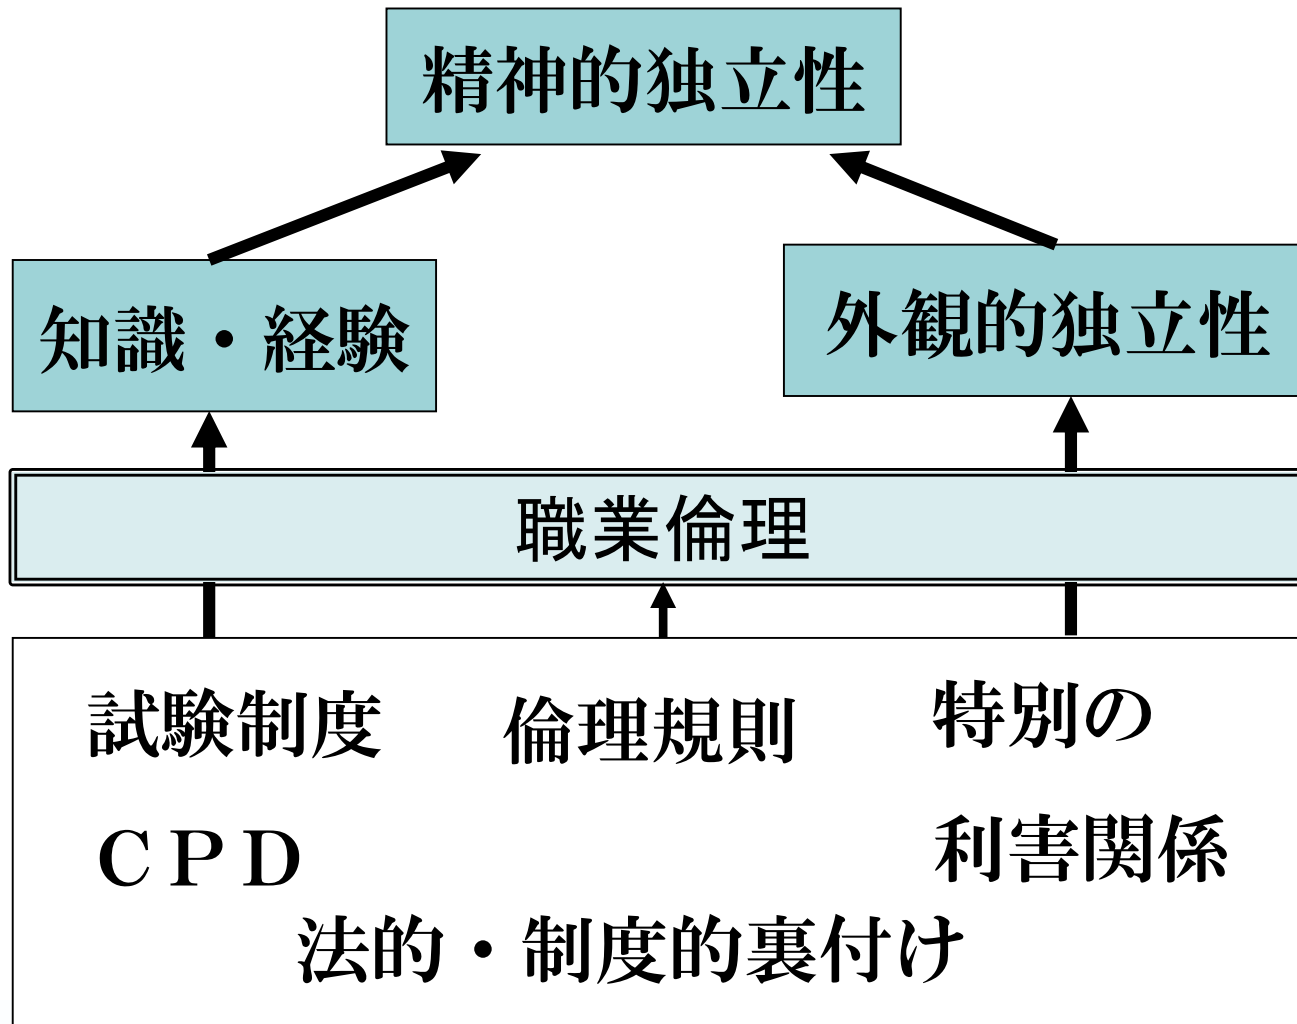 精神的独立性
知識・経験
外観的独立性
職業倫理
試験制度
倫理規則
特別の
ＣＰＤ
利害関係
法的・制度的裏付け